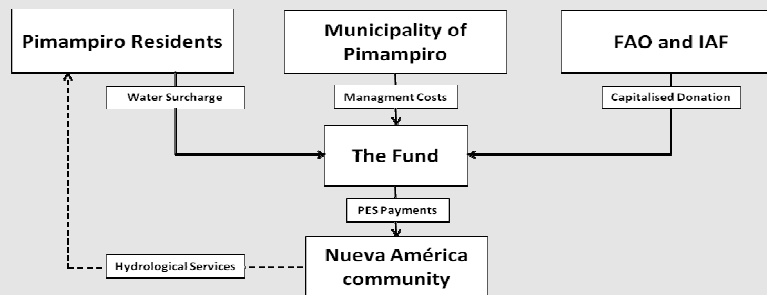 Pimampiro Residents
Municipality of
Pimampiro
FAO and IAF
Water Surcharge
Managment Costs
Capitalised Donation
The Fund
PES Payments
Hydrological Services
Nueva América
community